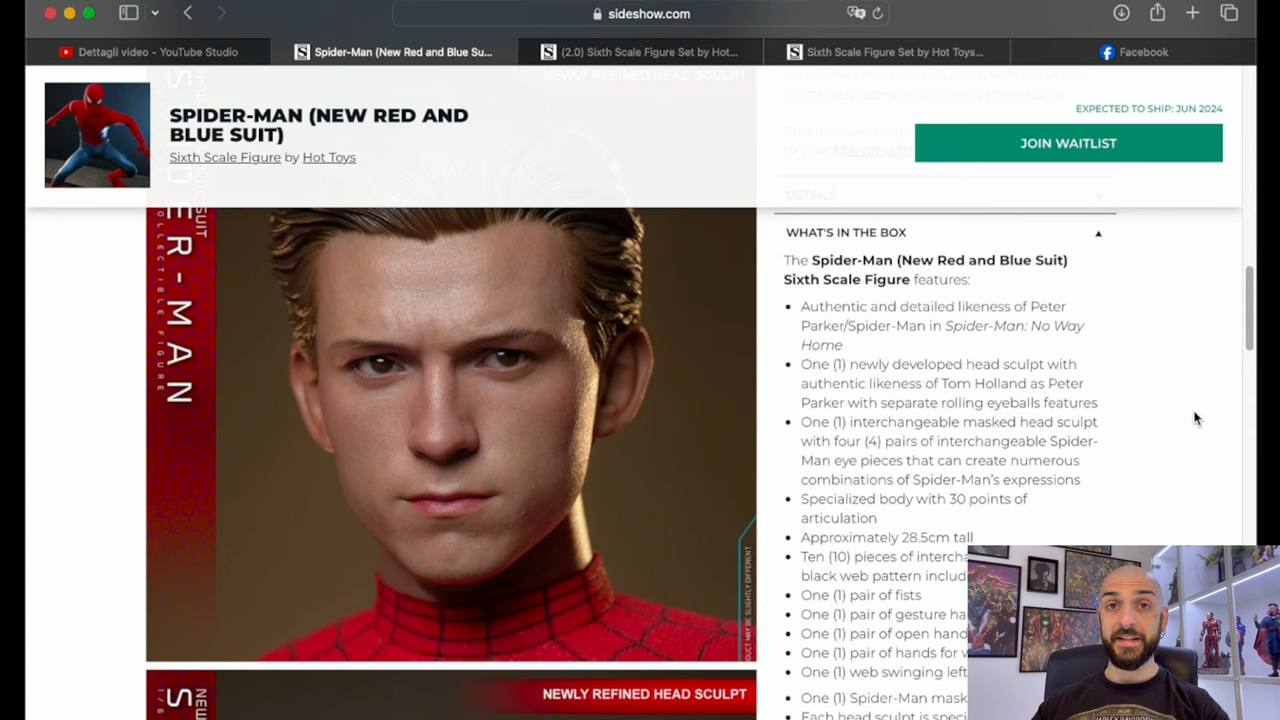 sideshow.com
Dettagli video - YouTube Studio
Spider-Man (New Red and Blue Su...
(2.0) Sixth Scale Figure Set by Hot...
Sixth Scale Figure Set by Hot Toys...
Facebook
NEWLY REFINED HEAD SCULPT
SPIDER-MAN (NEW RED AND
BLUE SUIT)
Sixth Scale Figure by Hot Toys
EXPECTED TO SHIP: JUN 2024
JOIN WAITLIST
DETAILS
WHAT'S IN THE BOX
The Spider-Man (New Red and Blue Suit)
Sixth Scale Figure features:
Authentic and detailed likeness of Peter
Parker/Spider-Man in Spider-Man: No Way
Home
One (1) newly developed head sculpt with
authentic likeness of Tom Holland as Peter
Parker with separate rolling eyeballs features
One (1) interchangeable masked head sculpt
with four (4) pairs of interchangeable Spider-
Man eye pieces that can create numerous
combinations of Spider-Man’s expressions
Specialized body with 30 points of
articulation
Approximately 28.5cm tall
Ten (10) pieces of
black web pattern
One (1) pair of fists
One (1) pair of gesture
One (1) pair of open
One (1) pair of hands for
One (1) web swinging left
One (1) Spider-Man mask
Each head sculpt is
NEWLY REFINED HEAD SCULPT